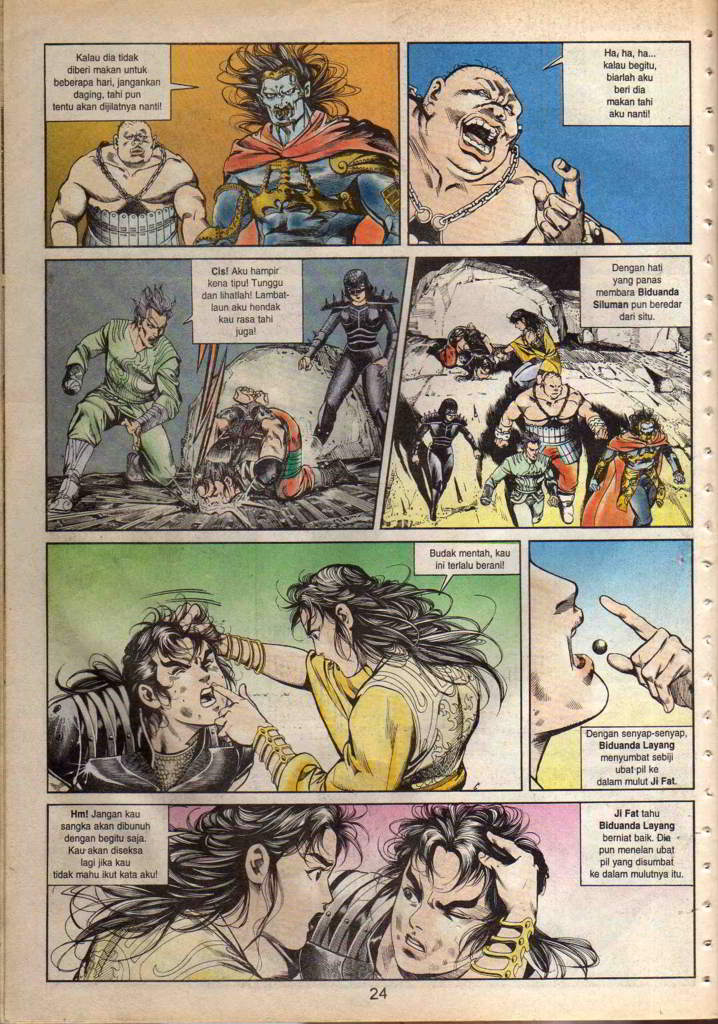 Kalau dia tidak
diberi makan untuk
beberapa hari, jangankan
daging, tahi pun
tentu akan dijilatnya nanti!
Ha, ha, ha...
kalau begitu,
biarlah aku
beri dia
makan tahi
aku nanti!
Cis! Aku hampir
kena tipu! Tunggu
dan lihatlah! Lambat-
laun aku hendak
kau rasa tahi
juga!
Dengan hati
yang panas
membara Biduanda
Siluman pun beredar
dari situ.
Budak mentah, kau
ini terlalu berani!
Dengan senyap-senyap,
Biduanda Layang
menyumbat sebiji
ubat pil ke
dalam mulut Ji Fat.
Hm! Jangan kau
sangka akan dibunuh
dengan begitu saja.
Kau akan diseksa
lagi jika kau
tidak mahu ikut kata aku!
Ji Fat tahu
Biduanda Layang
berniat baik. Dia
pun menelan ubat
pil yang disumbat
ke dalam mulutnya itu.
24